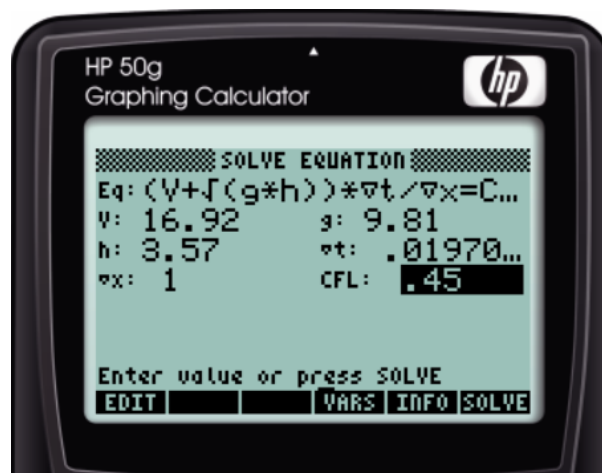 HP 50g
Graphing Calculator
hp
SOLVE EQUATION
Eq: (V+√(g*h))*∇t/∇x=C…
V: 16.92 g: 9.81
h: 3.57 ∇t: .01970…
∇x: 1 CFL: .45
Enter value or press SOLVE
EDIT VARS INFO SOLVE